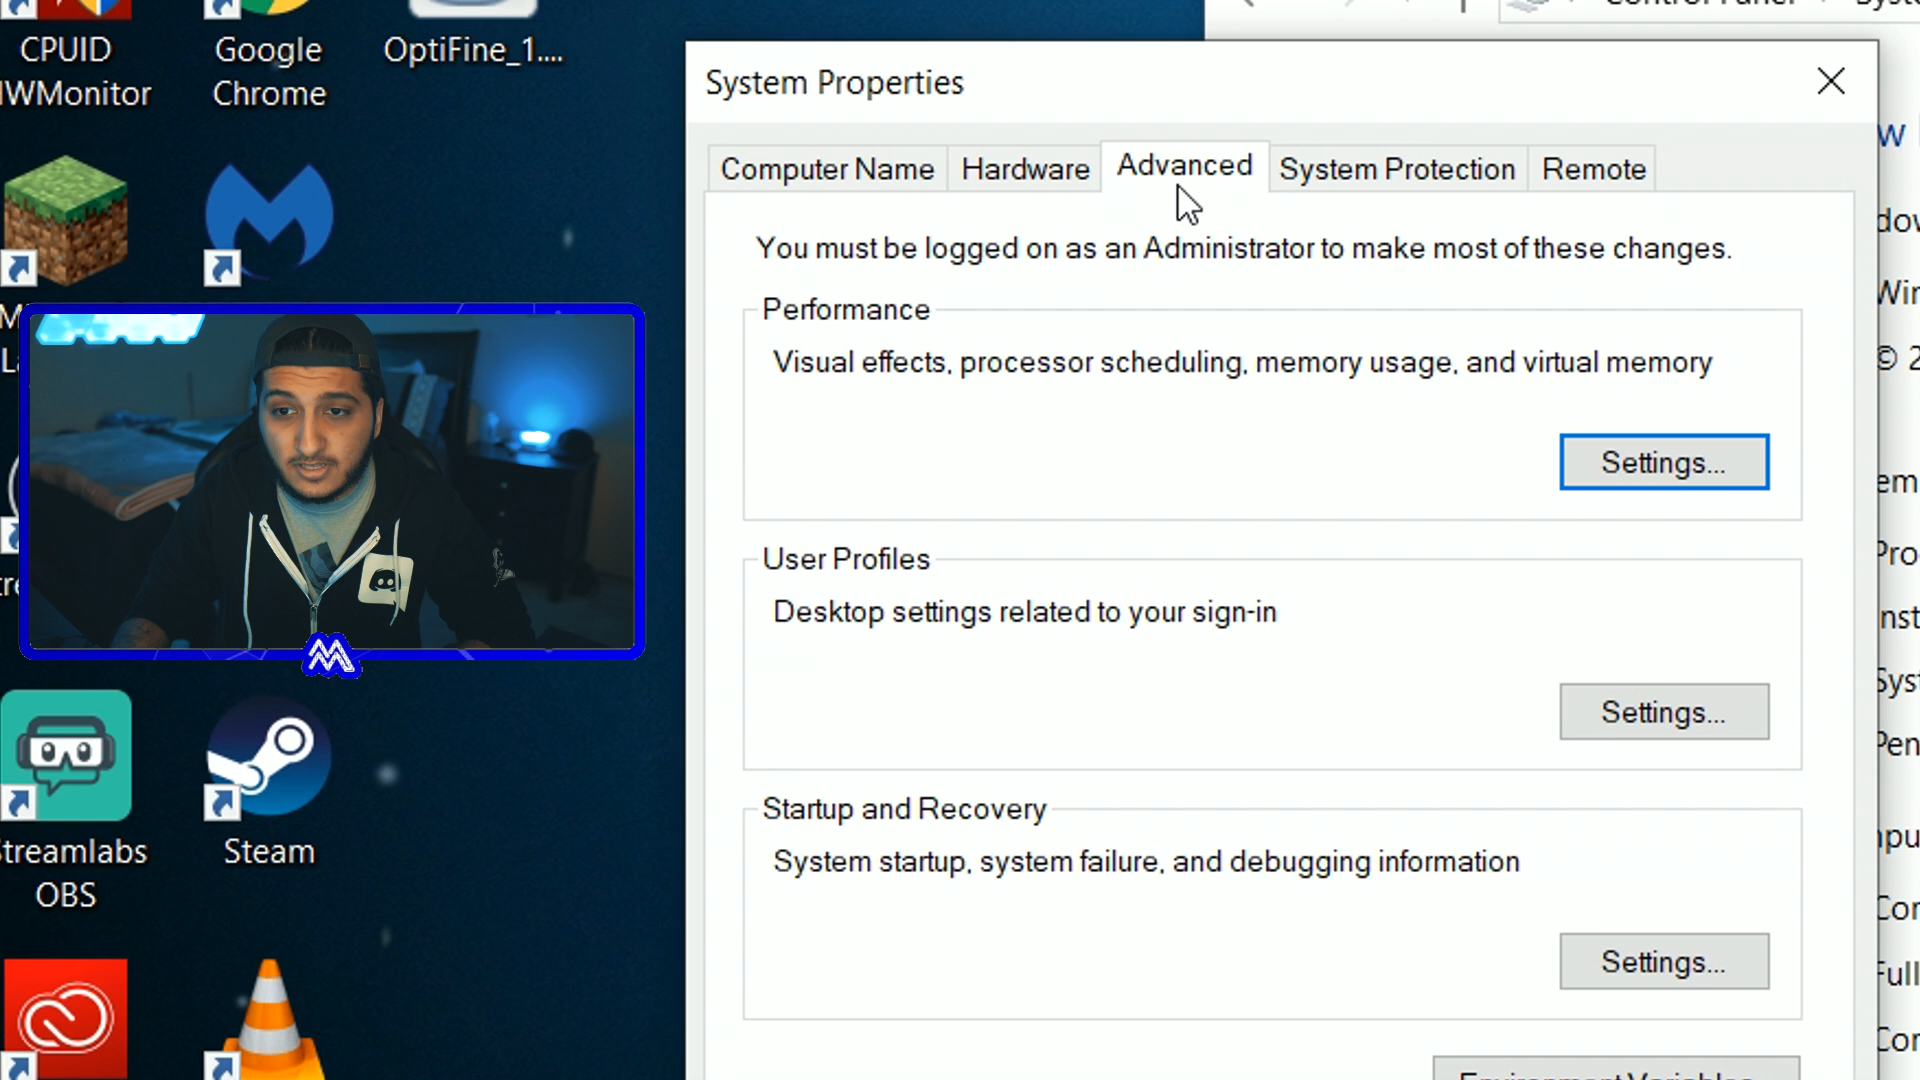 CPUID
Google
Chrome
OptiFine_1....
Streamlabs
OBS
Steam
System Properties
Computer Name
Hardware
Advanced
System Protection
Remote
You must be logged on as an Administrator to make most of these changes.
Performance
Visual effects, processor scheduling, memory usage, and virtual memory
Settings...
User Profiles
Desktop settings related to your sign-in
Settings...
Startup and Recovery
System startup, system failure, and debugging information
Settings...
Environment Variables...